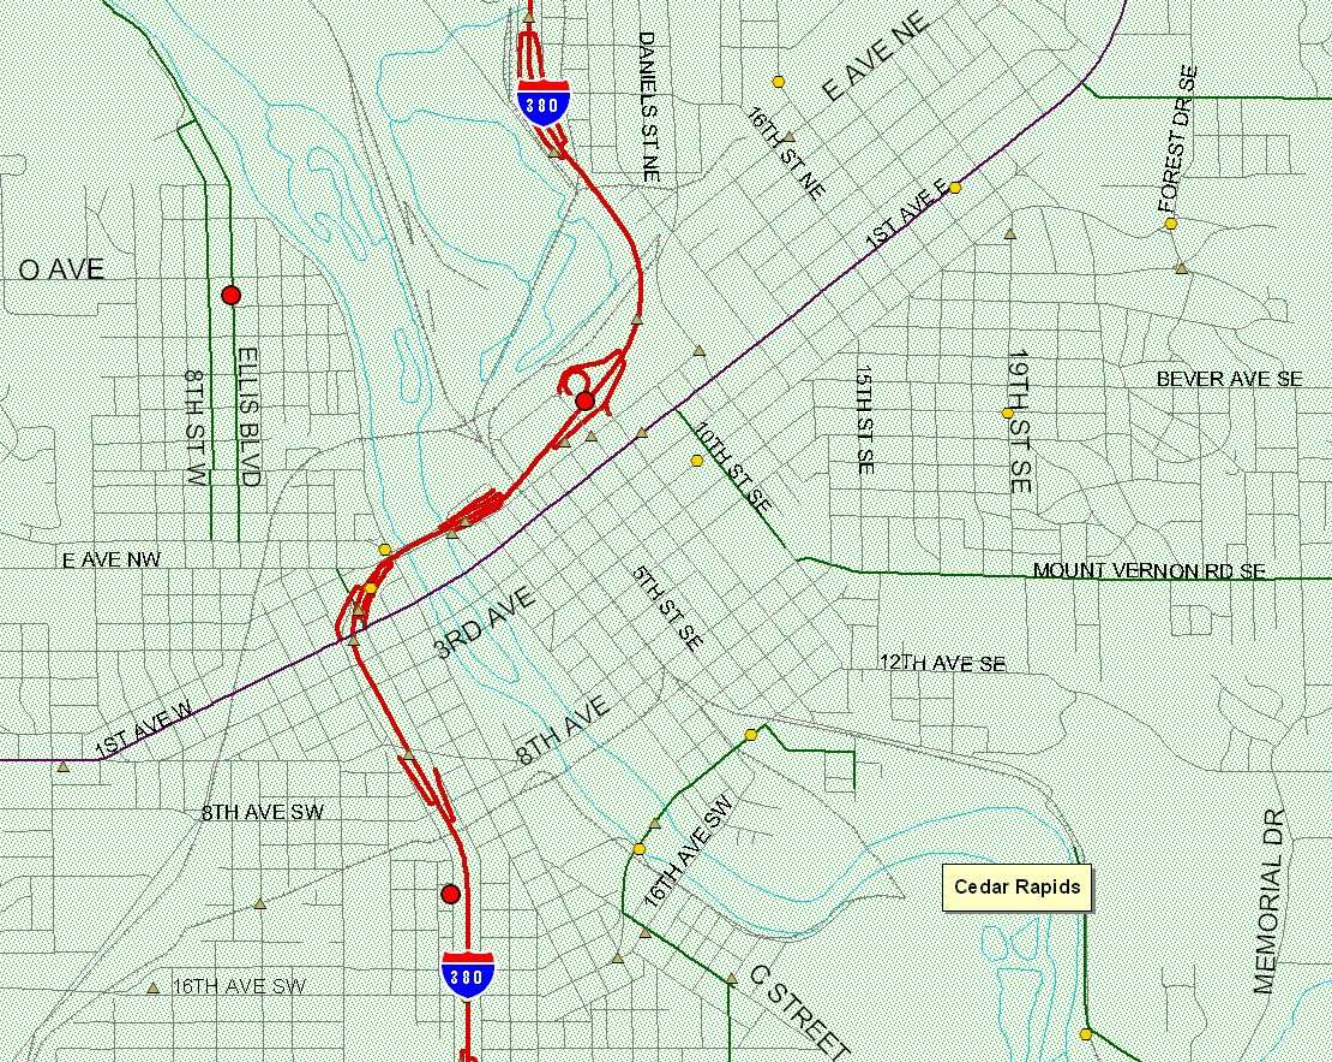 DANIELS ST NE
E AVE NE
FOREST DR SE
380
16TH ST NE
1ST AVE E
O AVE
8TH ST W
ELLIS BLVD
15TH ST SE
19TH ST SE
BEVER AVE SE
10TH ST SE
E AVE NW
MOUNT VERNON RD SE
5TH ST SE
3RD AVE
12TH AVE SE
1ST AVE W
8TH AVE
8TH AVE SW
16TH AVE SW
Cedar Rapids
MEMORIAL DR
380
16TH AVE SW
C STREET